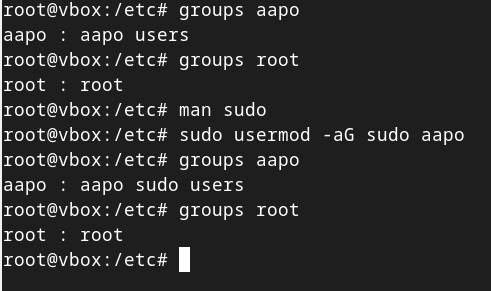 root@vbox:/etc# groups aapo
aapo : aapo users
root@vbox:/etc# groups root
root : root
root@vbox:/etc# man sudo
root@vbox:/etc# sudo usermod -aG sudo aapo
root@vbox:/etc# groups aapo
aapo : aapo sudo users
root@vbox:/etc# groups root
root : root
root@vbox:/etc#